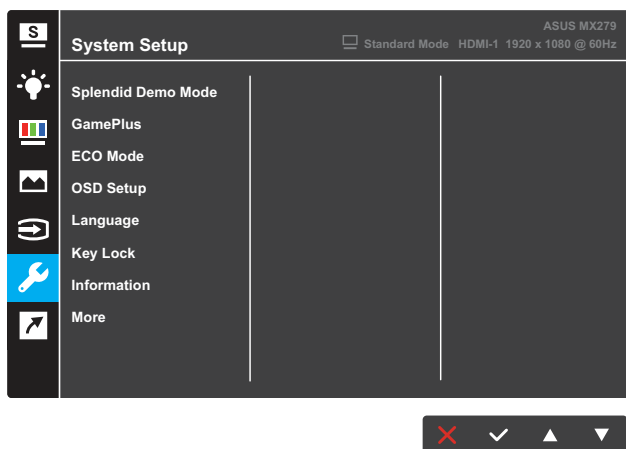 S
ASUS MX279
System Setup
Standard Mode HDMI-1 1920 x 1080 @ 60Hz
Splendid Demo Mode
GamePlus
ECO Mode
OSD Setup
Language
Key Lock
Information
More